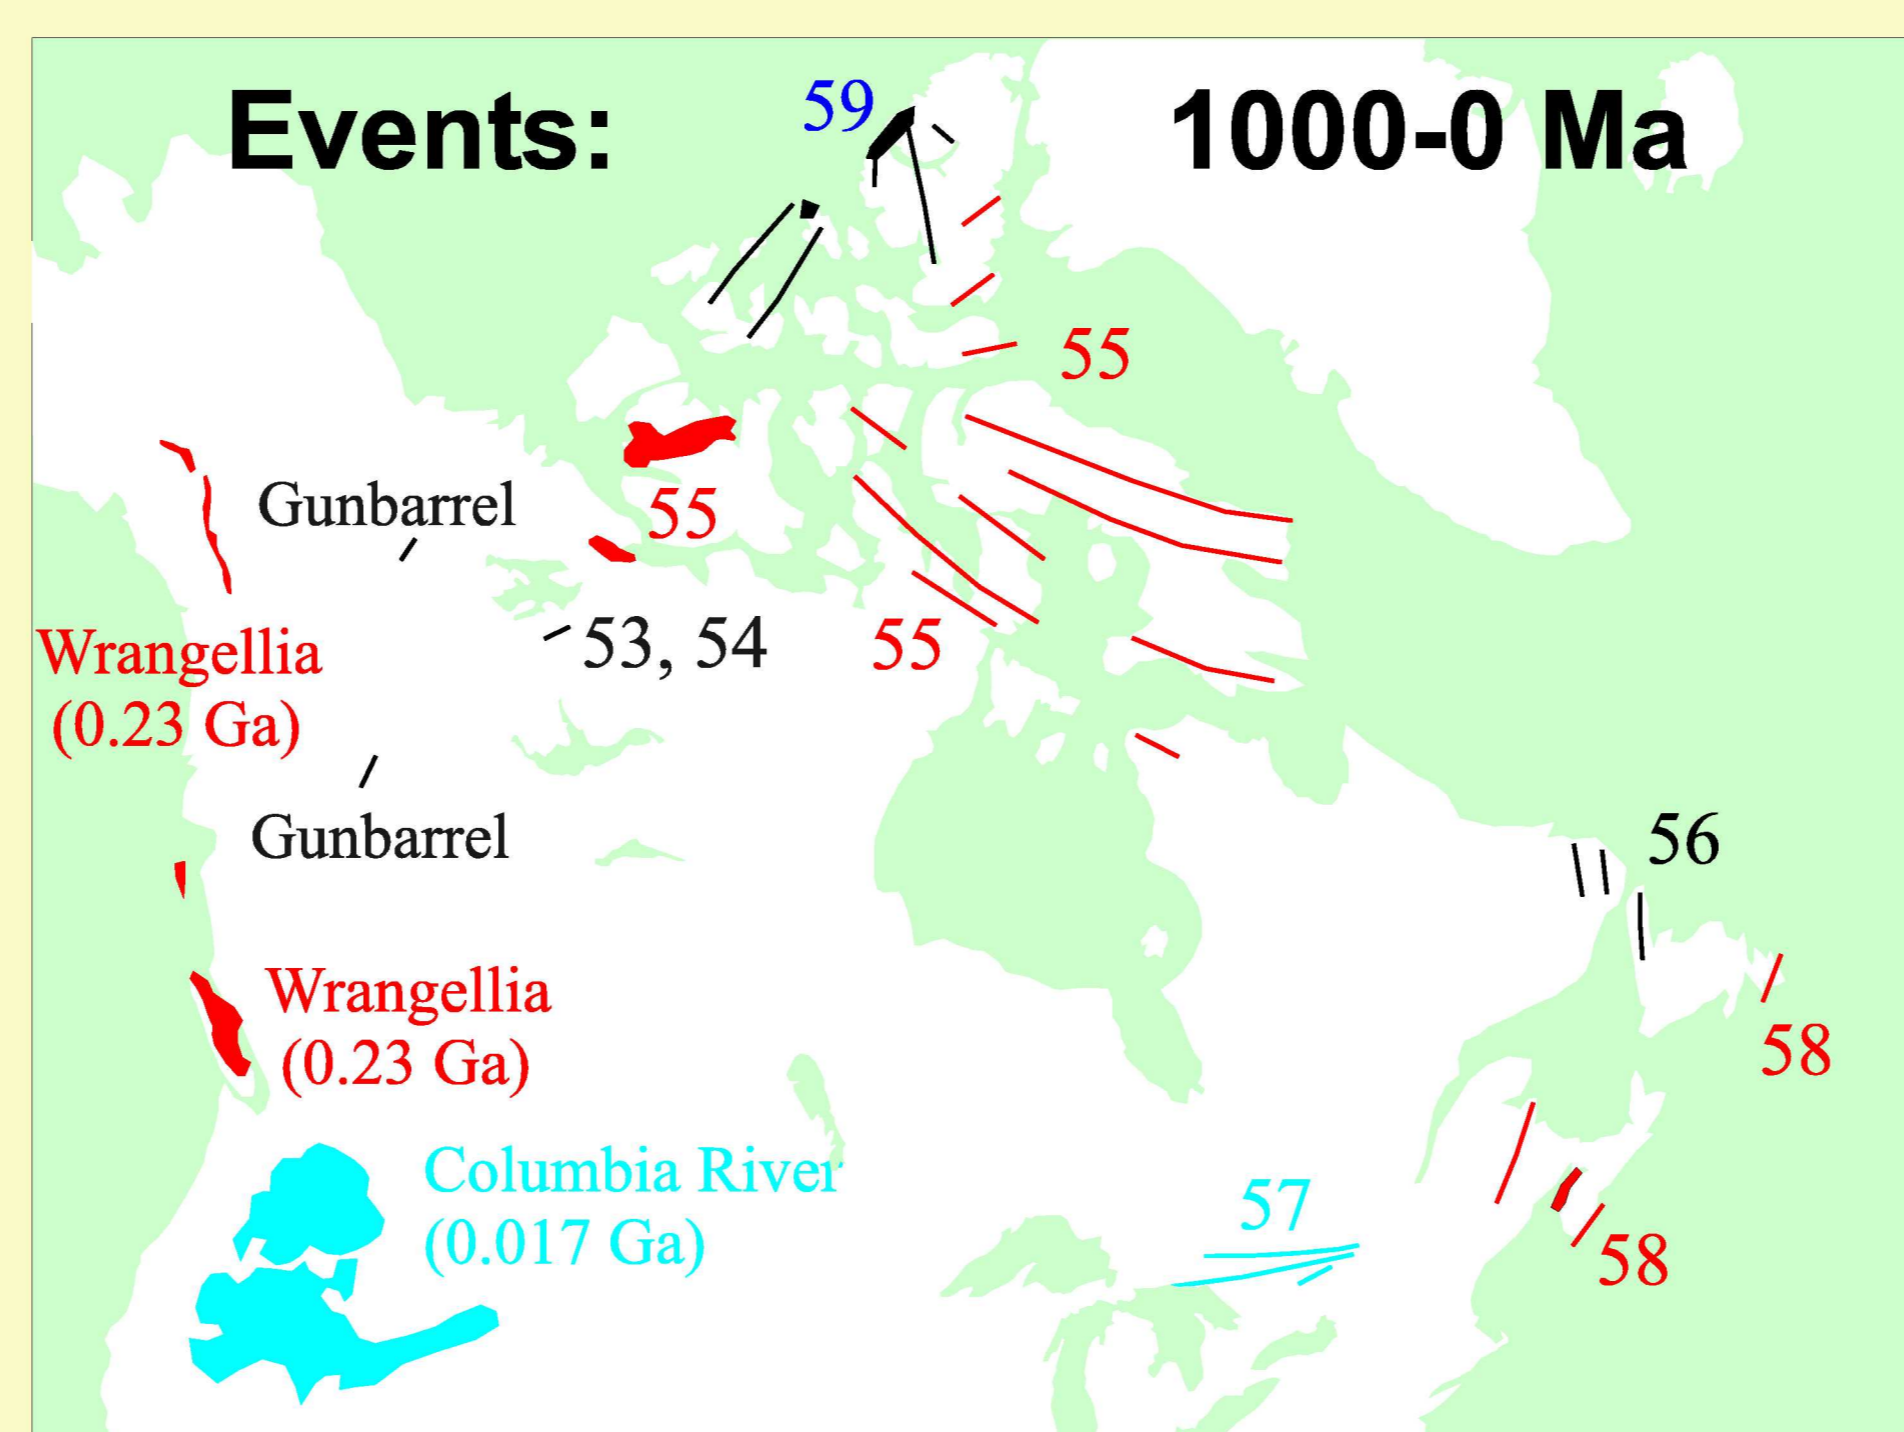 Events:
1000-0 Ma
59
55
Gunbarrel
55
53, 54
55
Wrangellia
(0.23 Ga)
Gunbarrel
56
Wrangellia
(0.23 Ga)
58
Columbia River
(0.017 Ga)
57
58